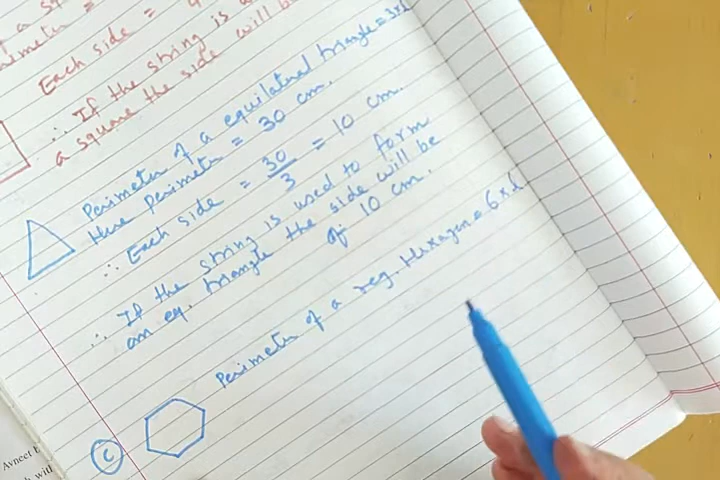 Each side =
∴ If the string is
a square the side will be
Perimeter of a equilateral triangle = 3×l
Here perimeter = 30 cm.
∴ Each side = 30/3 = 10 cm.
∴ If the string is used to form
an eq. triangle the side will be
of 10 cm.
Perimeter of a reg. Hexagon = 6×l
C
Avneet
with